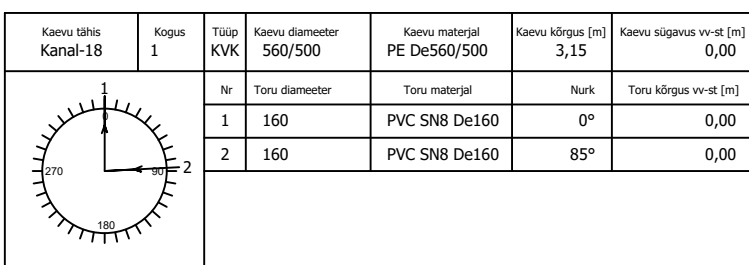 Kaevu tähis Kogus Tüüp Kaevu diameeter Kaevu materjal Kaevu kõrgus [m] Kaevu sügavus vv-st [m]
Kanal-18 1 KVK 560/500 PE De560/500 3,15 0,00
Nr Toru diameeter Toru materjal Nurk Toru kõrgus vv-st [m]
1 160 PVC SN8 De160 0° 0,00
2 160 PVC SN8 De160 85° 0,00
1
0
270 90 2
180